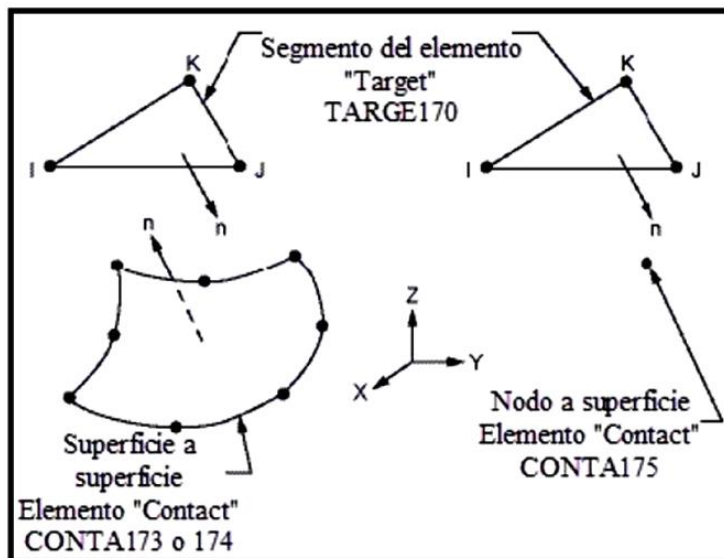 Segmento del elemento
"Target"
TARGE170
K
I
J
n
K
I
J
n
n
Z
Y
X
Superficie a
superficie
Elemento "Contact"
CONTA173 o 174
Nodo a superficie
Elemento "Contact"
CONTA175